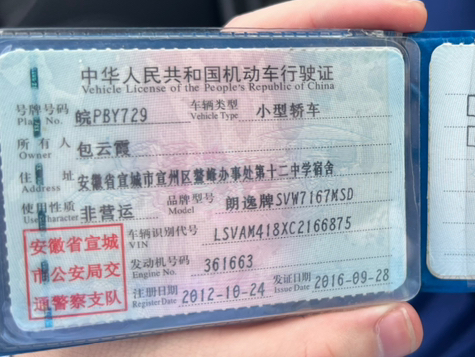 中华人民共和国机动车行驶证
Vehicle License of the People's Republic of China
号牌号码 Plate No. 皖PBY729 车辆类型 Vehicle Type 小型轿车
所有人 Owner 包云霞
住址 Address 安徽省宣城市宣州区鳌峰办事处第十二中学宿舍
使用性质 Use Character 非营运 品牌型号 Model 朗逸牌SVW7167MSD
车辆识别代号 VIN LSVAM418XC2166875
发动机号码 Engine No. 361663
注册日期 Register Date 2012-10-24 发证日期 Issue Date 2016-09-28
安徽省宣城
市公安局交
通警察支队